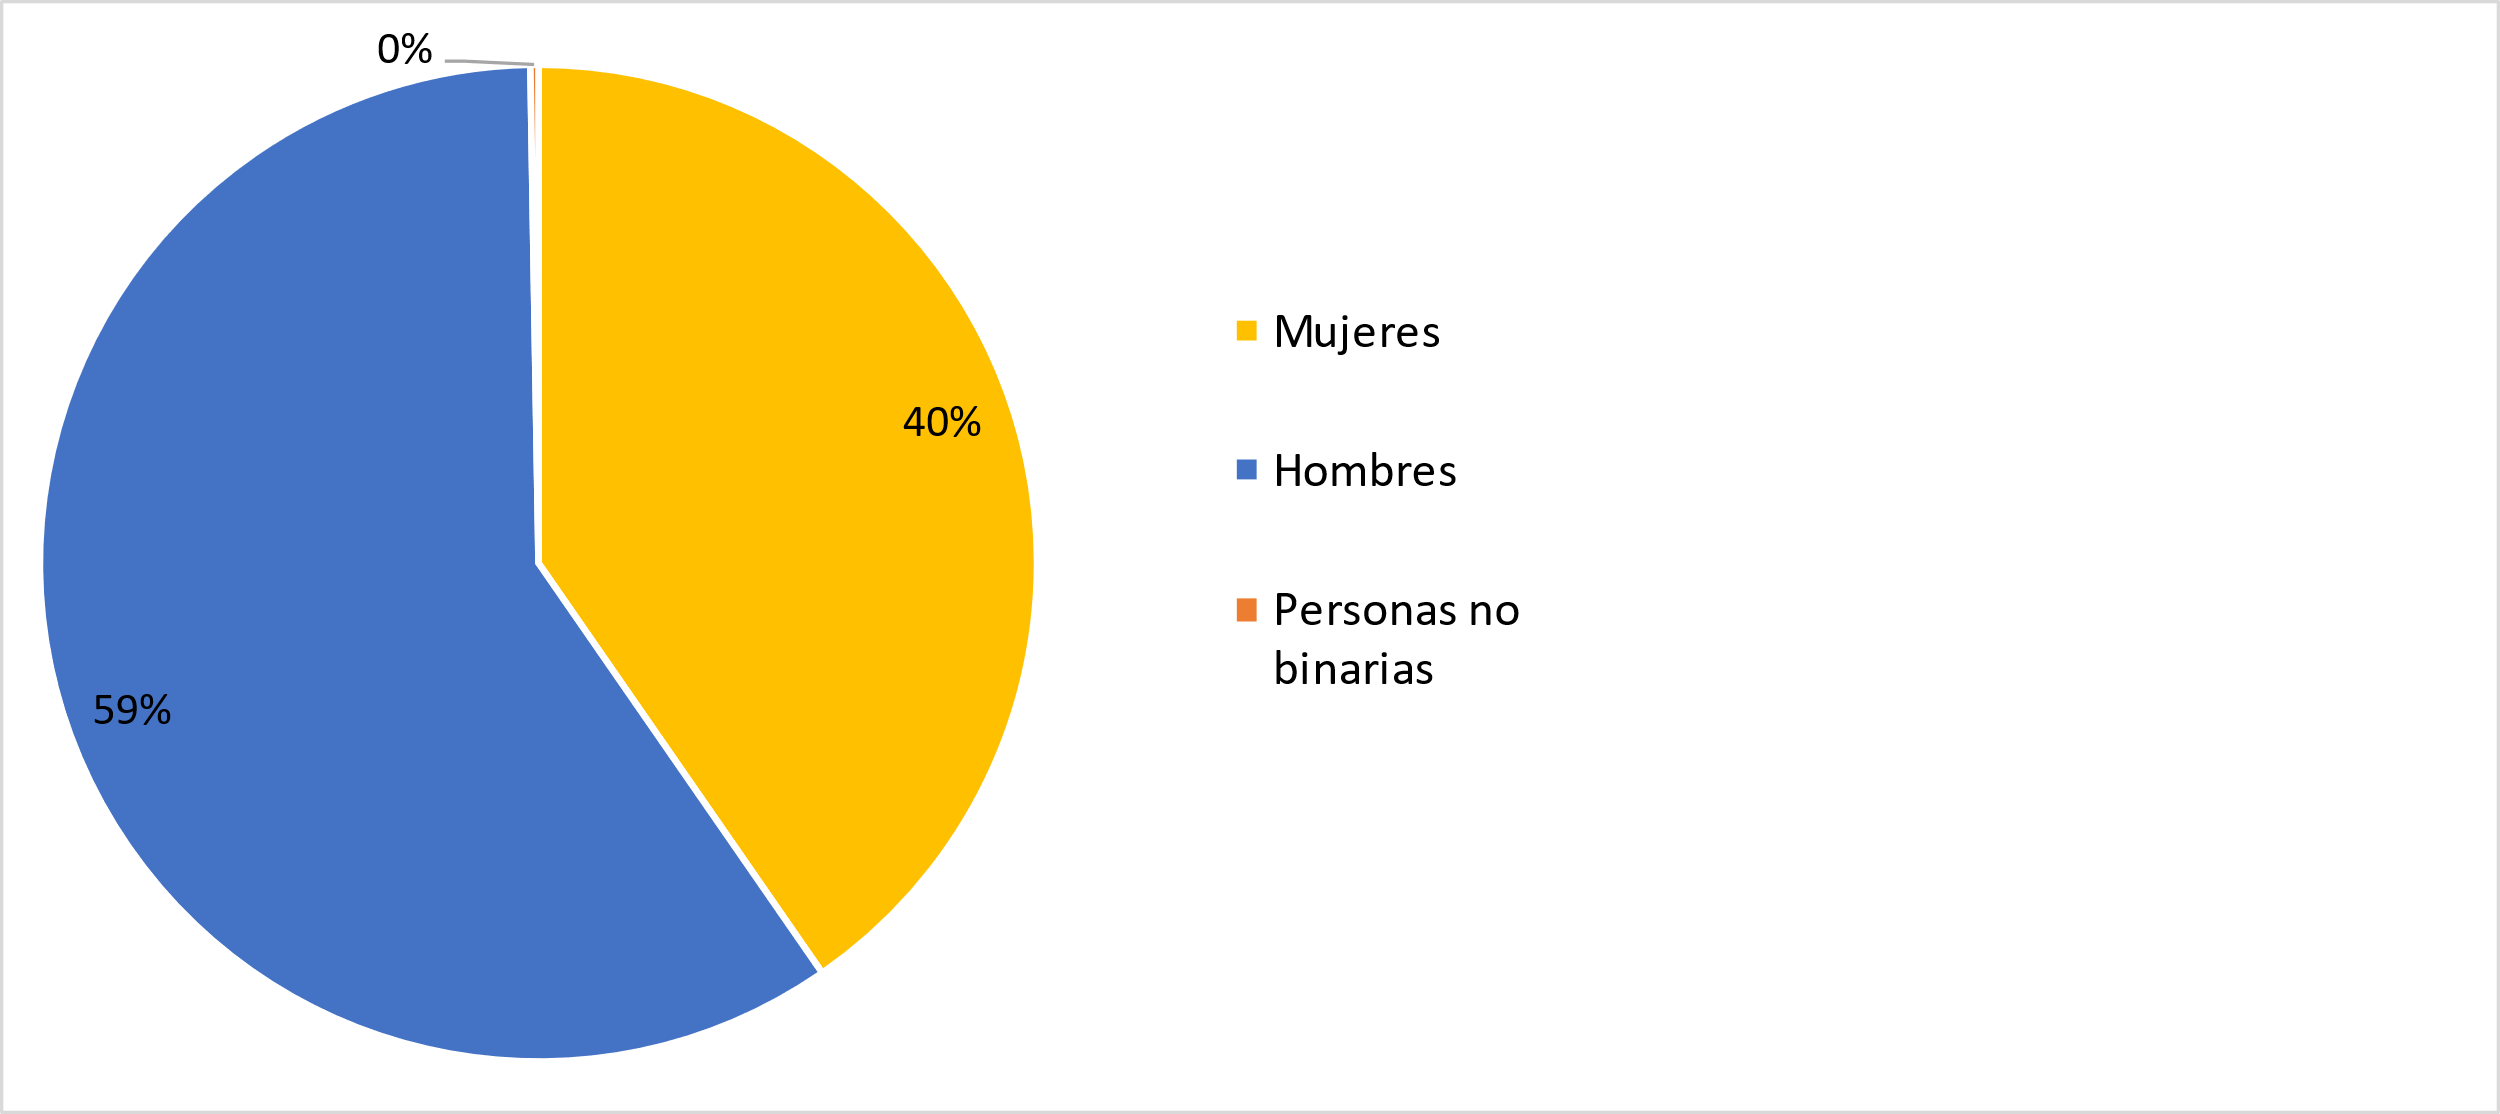 0%
40%
59%
Mujeres
Hombres
Personas no
binarias